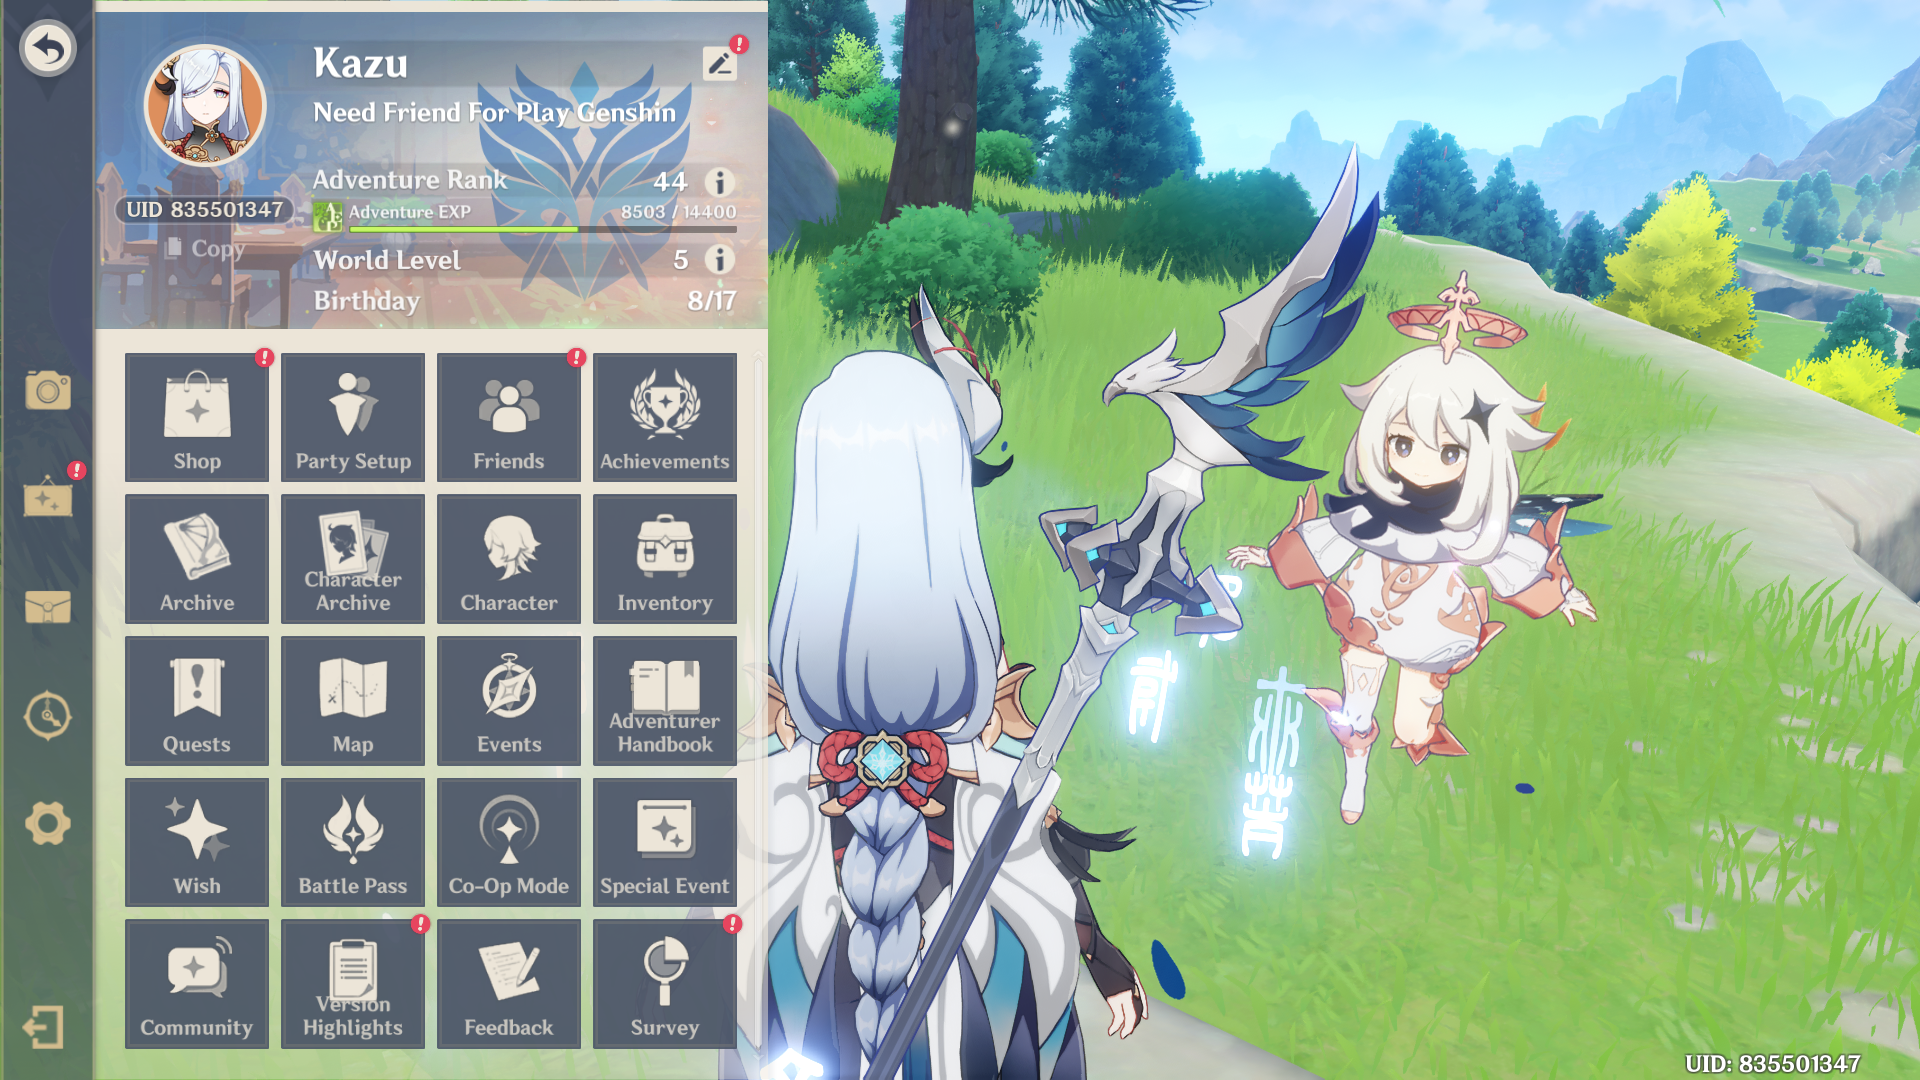 Kazu
Need Friend For Play Genshin
Adventure Rank 44
Adventure EXP 8503 / 14400
World Level 5
Birthday 8/17
UID 835501347
Copy
Shop
Party Setup
Friends
Achievements
Archive
Character Archive
Character
Inventory
Quests
Map
Events
Adventurer Handbook
Wish
Battle Pass
Co-Op Mode
Special Event
Community
Version Highlights
Feedback
Survey
UID: 835501347